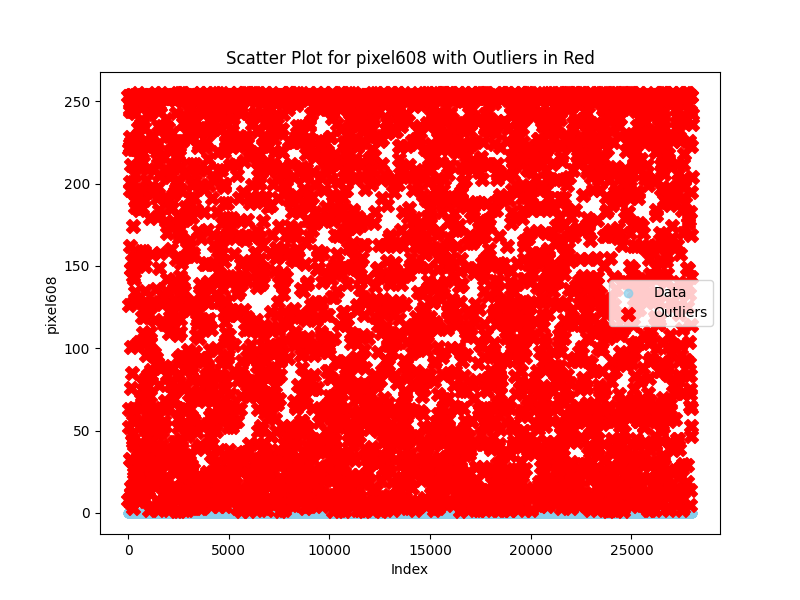 Scatter Plot for pixel608 with Outliers in Red
250
200
150
100
50
0
pixel608
Data
Outliers
0
5000
10000
15000
20000
25000
Index